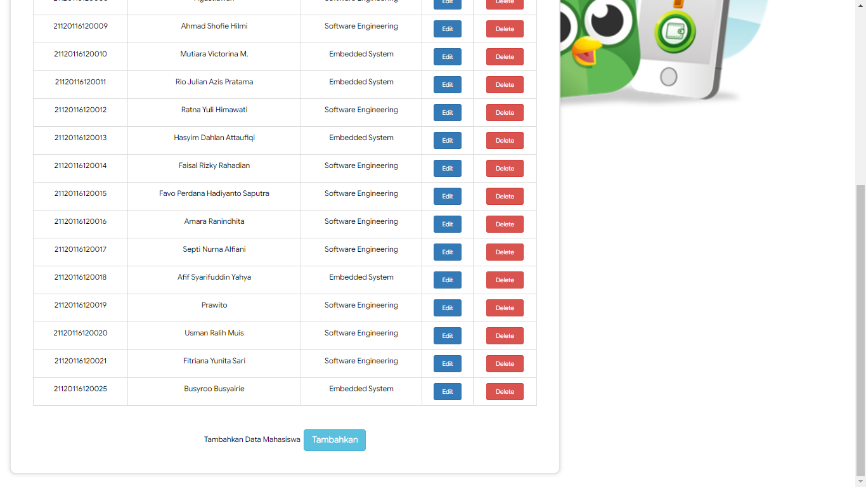 21120116120009 Ahmad Shofie Hilmi Software Engineering Edit Delete
21120116120010 Mutiara Victorina M. Embedded System Edit Delete
21120116120011 Rio Julian Azis Pratama Embedded System Edit Delete
21120116120012 Ratna Yuli Himawati Software Engineering Edit Delete
21120116120013 Hasyim Dahlan Attaufiqi Embedded System Edit Delete
21120116120014 Faisal Rizky Rahadian Software Engineering Edit Delete
21120116120015 Favo Perdana Hadiyanto Saputra Software Engineering Edit Delete
21120116120016 Amara Ranindhita Software Engineering Edit Delete
21120116120017 Septi Nurna Alfiani Software Engineering Edit Delete
21120116120018 Afif Syarifuddin Yahya Embedded System Edit Delete
21120116120019 Prawito Software Engineering Edit Delete
21120116120020 Usman Ralih Muis Software Engineering Edit Delete
21120116120021 Fitriana Yunita Sari Software Engineering Edit Delete
21120116120025 Busyroo Busyairie Embedded System Edit Delete
Tambahkan Data Mahasiswa Tambahkan